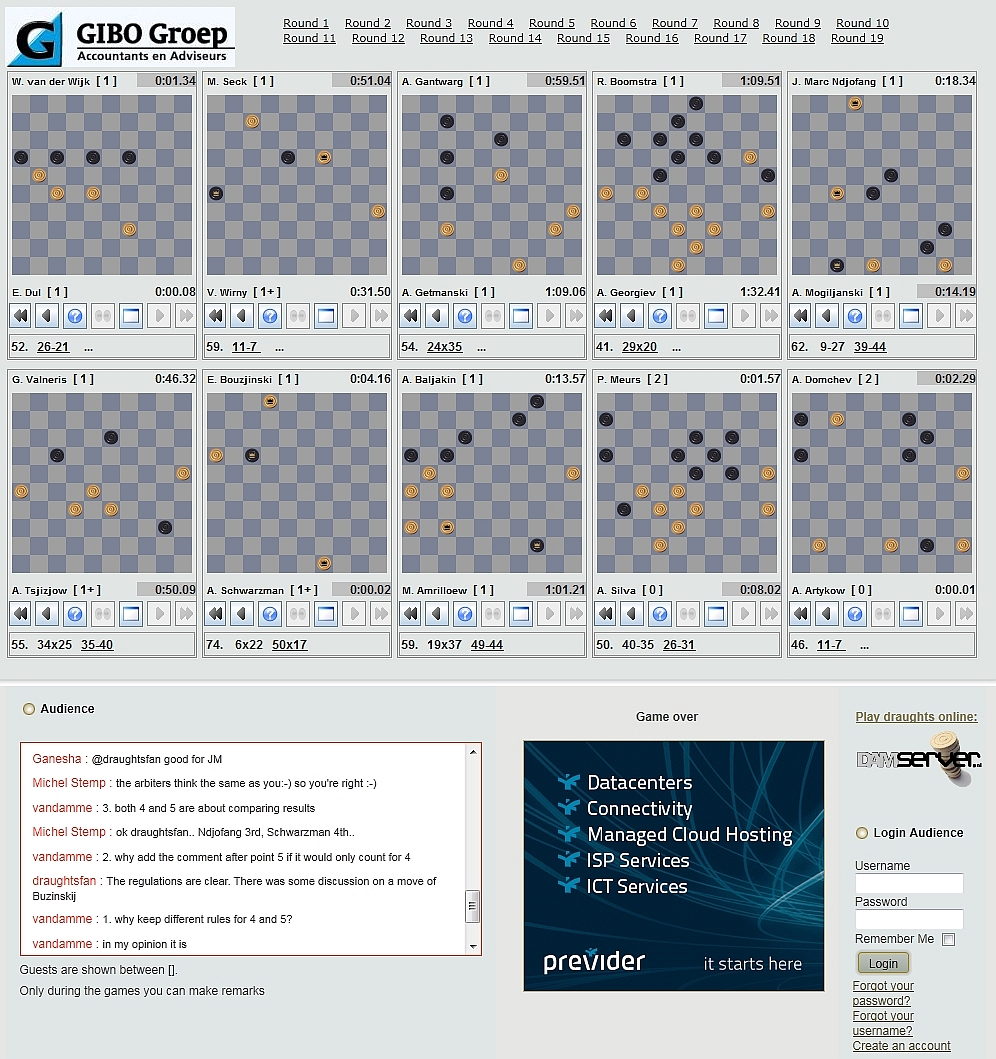 GIBO Groep
Accountants en Adviseurs
Round 1 Round 2 Round 3 Round 4 Round 5 Round 6 Round 7 Round 8 Round 9 Round 10
Round 11 Round 12 Round 13 Round 14 Round 15 Round 16 Round 17 Round 18 Round 19
W. van der Wijk [ 1 ] 0:01.34 M. Seck [ 1 ] 0:51.04 A. Gantwarg [ 1 ] 0:59.51 R. Boomstra [ 1 ] 1:09.51 J. Marc Ndjofang [ 1 ] 0:18.34
E. Dul [ 1 ] 0:00.08 V. Wirny [ 1+ ] 0:31.50 A. Getmanski [ 1 ] 1:09.06 A. Georgiev [ 1 ] 1:32.41 A. Mogiljanski [ 1 ] 0:14.19
52. 26-21 ... 59. 11-7 ... 54. 24x35 ... 41. 29x20 ... 62. 9-27 39-44
G. Valneris [ 1 ] 0:46.32 E. Bouzjinski [ 1 ] 0:04.16 A. Baljakin [ 1 ] 0:13.57 P. Meurs [ 2 ] 0:01.57 A. Domchev [ 2 ] 0:02.29
A. Tsjizjow [ 1+ ] 0:50.09 A. Schwarzman [ 1+ ] 0:00.02 M. Amrilloew [ 1 ] 1:01.21 A. Silva [ 0 ] 0:08.02 A. Artykow [ 0 ] 0:00.01
55. 34x25 35-40 74. 6x22 50x17 59. 19x37 49-44 50. 40-35 26-31 46. 11-7 ...
Audience
Ganesha : @draughtsfan good for JM
Michel Stemp : the arbiters think the same as you:-) so you're right :-)
vandamme : 3. both 4 and 5 are about comparing results
Michel Stemp : ok draughtsfan.. Ndjofang 3rd, Schwarzman 4th..
vandamme : 2. why add the comment after point 5 if it would only count for 4
draughtsfan : The regulations are clear. There was some discussion on a move of
Buzinskij
vandamme : 1. why keep different rules for 4 and 5?
vandamme : in my opinion it is
Guests are shown between [].
Only during the games you can make remarks
Game over
Datacenters
Connectivity
Managed Cloud Hosting
ISP Services
ICT Services
previder it starts here
Play draughts online:
DAMserver.nl
Login Audience
Username
Password
Remember Me
Login
Forgot your
password?
Forgot your
username?
Create an account